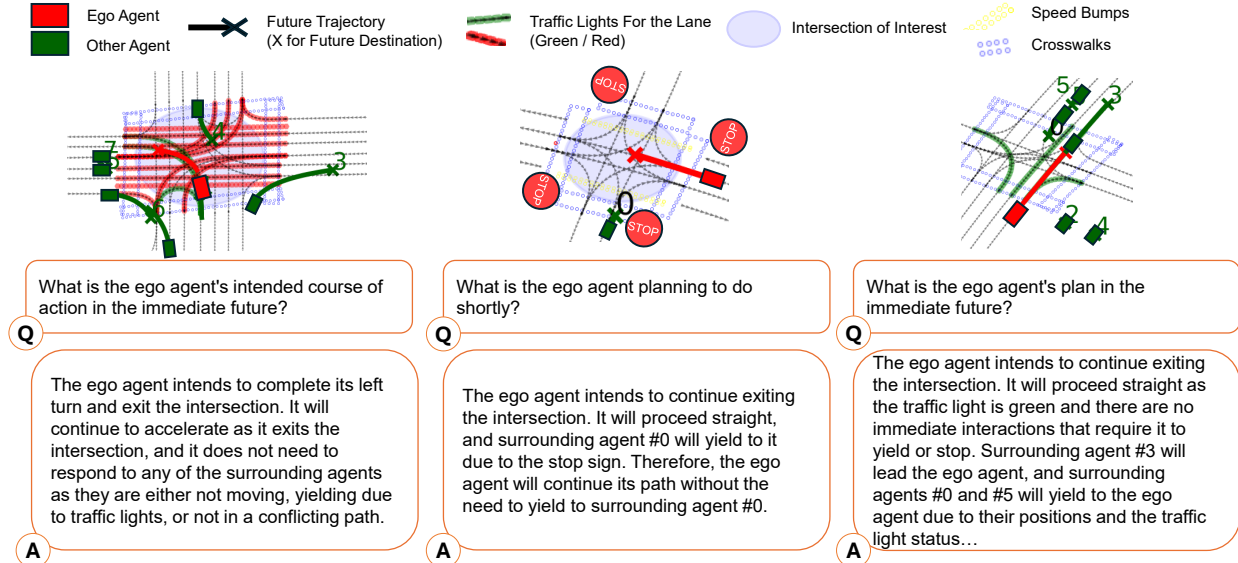 Ego Agent
Other Agent
Future Trajectory
(X for Future Destination)
Traffic Lights For the Lane
(Green / Red)
Intersection of Interest
Speed Bumps
Crosswalks
4
7
3
6
STOP
STOP
STOP
STOP
0
5
3
0
2
4
What is the ego agent's intended course of
action in the immediate future?
Q
The ego agent intends to complete its left
turn and exit the intersection. It will
continue to accelerate as it exits the
intersection, and it does not need to
respond to any of the surrounding agents
as they are either not moving, yielding due
to traffic lights, or not in a conflicting path.
A
What is the ego agent planning to do
shortly?
Q
The ego agent intends to continue exiting
the intersection. It will proceed straight,
and surrounding agent #0 will yield to it
due to the stop sign. Therefore, the ego
agent will continue its path without the
need to yield to surrounding agent #0.
A
What is the ego agent's plan in the
immediate future?
Q
The ego agent intends to continue exiting
the intersection. It will proceed straight as
the traffic light is green and there are no
immediate interactions that require it to
yield or stop. Surrounding agent #3 will
lead the ego agent, and surrounding
agents #0 and #5 will yield to the ego
agent due to their positions and the traffic
light status…
A